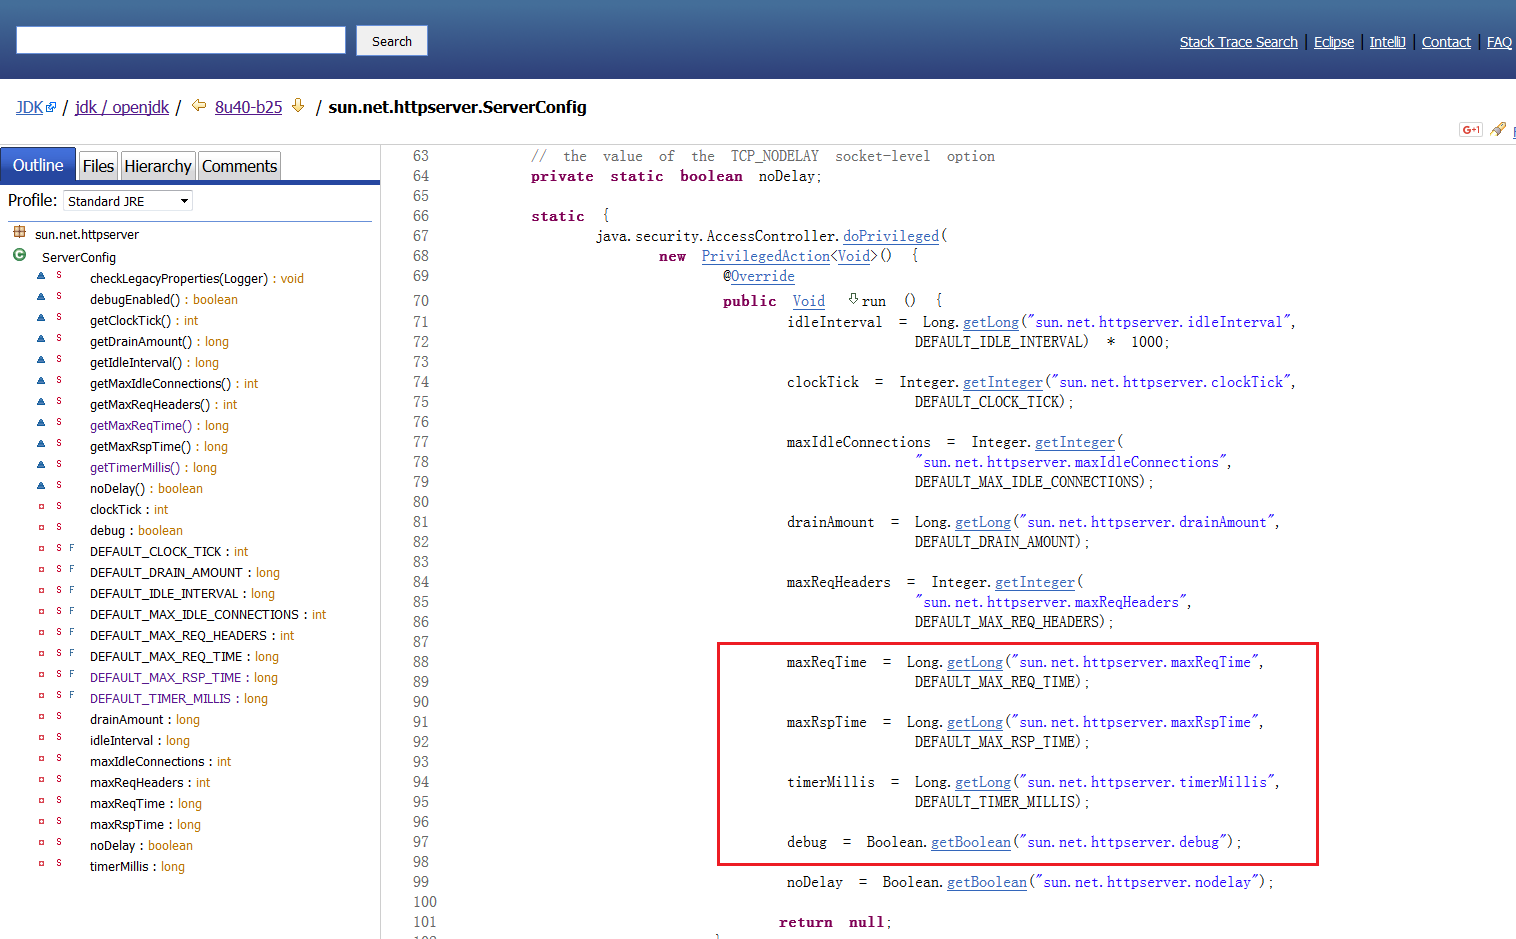 Search
Stack Trace Search | Eclipse | IntelliJ | Contact | FAQ
JDK / jdk / openjdk / 8u40-b25 / sun.net.httpserver.ServerConfig
G+1
Outline Files Hierarchy Comments
Profile: Standard JRE
sun.net.httpserver
C ServerConfig
S checkLegacyProperties(Logger) : void
S debugEnabled() : boolean
S getClockTick() : int
S getDrainAmount() : long
S getIdleInterval() : long
S getMaxIdleConnections() : int
S getMaxReqHeaders() : int
S getMaxReqTime() : long
S getMaxRspTime() : long
S getTimerMillis() : long
S noDelay() : boolean
S clockTick : int
S debug : boolean
S F DEFAULT_CLOCK_TICK : int
S F DEFAULT_DRAIN_AMOUNT : long
S F DEFAULT_IDLE_INTERVAL : long
S F DEFAULT_MAX_IDLE_CONNECTIONS : int
S F DEFAULT_MAX_REQ_HEADERS : int
S F DEFAULT_MAX_REQ_TIME : long
S F DEFAULT_MAX_RSP_TIME : long
S F DEFAULT_TIMER_MILLIS : long
S drainAmount : long
S idleInterval : long
S maxIdleConnections : int
S maxReqHeaders : int
S maxReqTime : long
S maxRspTime : long
S noDelay : boolean
S timerMillis : long
63 // the value of the TCP_NODELAY socket-level option
64 private static boolean noDelay;
65
66 static {
67 java.security.AccessController.doPrivileged(
68 new PrivilegedAction<Void>() {
69 @Override
70 public Void run () {
71 idleInterval = Long.getLong("sun.net.httpserver.idleInterval",
72 DEFAULT_IDLE_INTERVAL) * 1000;
73
74 clockTick = Integer.getInteger("sun.net.httpserver.clockTick",
75 DEFAULT_CLOCK_TICK);
76
77 maxIdleConnections = Integer.getInteger(
78 "sun.net.httpserver.maxIdleConnections",
79 DEFAULT_MAX_IDLE_CONNECTIONS);
80
81 drainAmount = Long.getLong("sun.net.httpserver.drainAmount",
82 DEFAULT_DRAIN_AMOUNT);
83
84 maxReqHeaders = Integer.getInteger(
85 "sun.net.httpserver.maxReqHeaders",
86 DEFAULT_MAX_REQ_HEADERS);
87
88 maxReqTime = Long.getLong("sun.net.httpserver.maxReqTime",
89 DEFAULT_MAX_REQ_TIME);
90
91 maxRspTime = Long.getLong("sun.net.httpserver.maxRspTime",
92 DEFAULT_MAX_RSP_TIME);
93
94 timerMillis = Long.getLong("sun.net.httpserver.timerMillis",
95 DEFAULT_TIMER_MILLIS);
96
97 debug = Boolean.getBoolean("sun.net.httpserver.debug");
98
99 noDelay = Boolean.getBoolean("sun.net.httpserver.nodelay");
100
101 return null;